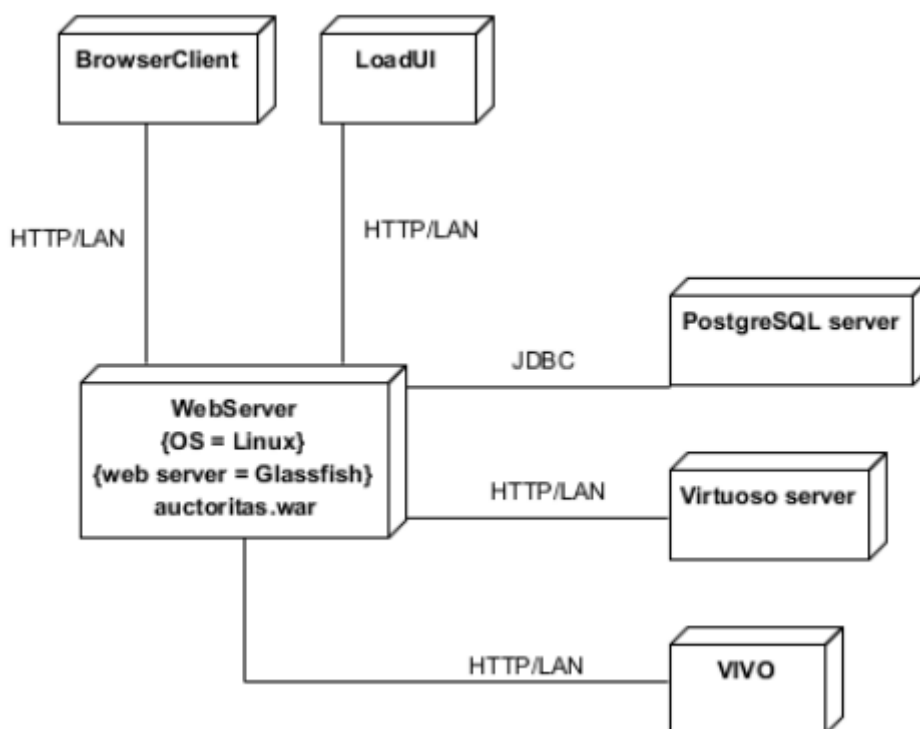 BrowserClient
LoadUI
HTTP/LAN
HTTP/LAN
PostgreSQL server
JDBC
WebServer
{OS = Linux}
{web server = Glassfish}
auctoritas.war
HTTP/LAN
Virtuoso server
HTTP/LAN
VIVO